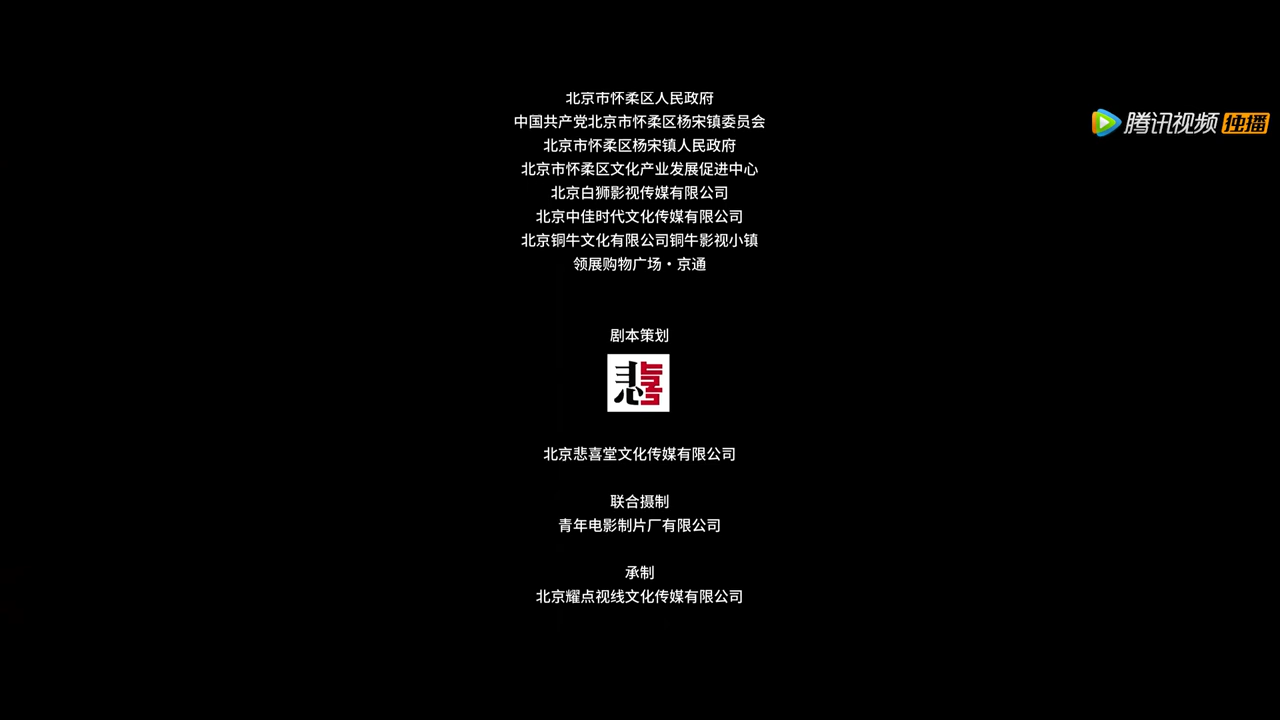 北京市怀柔区人民政府
中国共产党北京市怀柔区杨宋镇委员会
北京市怀柔区杨宋镇人民政府
北京市怀柔区文化产业发展促进中心
北京白狮影视传媒有限公司
北京中佳时代文化传媒有限公司
北京铜牛文化有限公司铜牛影视小镇
领展购物广场·京通
腾讯视频 独播
剧本策划
悲喜
北京悲喜堂文化传媒有限公司
联合摄制
青年电影制片厂有限公司
承制
北京耀点视线文化传媒有限公司